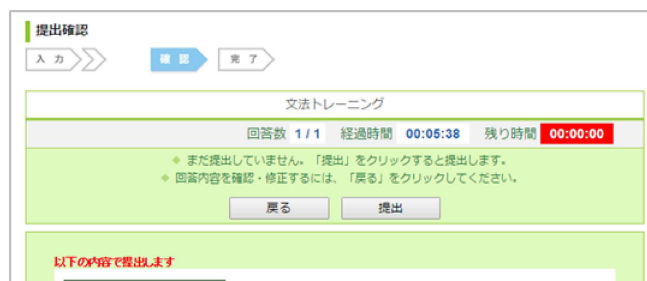 提出確認
入力
確認
完了
文法トレーニング
回答数 1/1 経過時間 00:05:38 残り時間 00:00:00
◆ まだ提出していません。「提出」をクリックすると提出します。
◆ 回答内容を確認・修正するには、「戻る」をクリックしてください。
戻る
提出
以下の内容で提出します